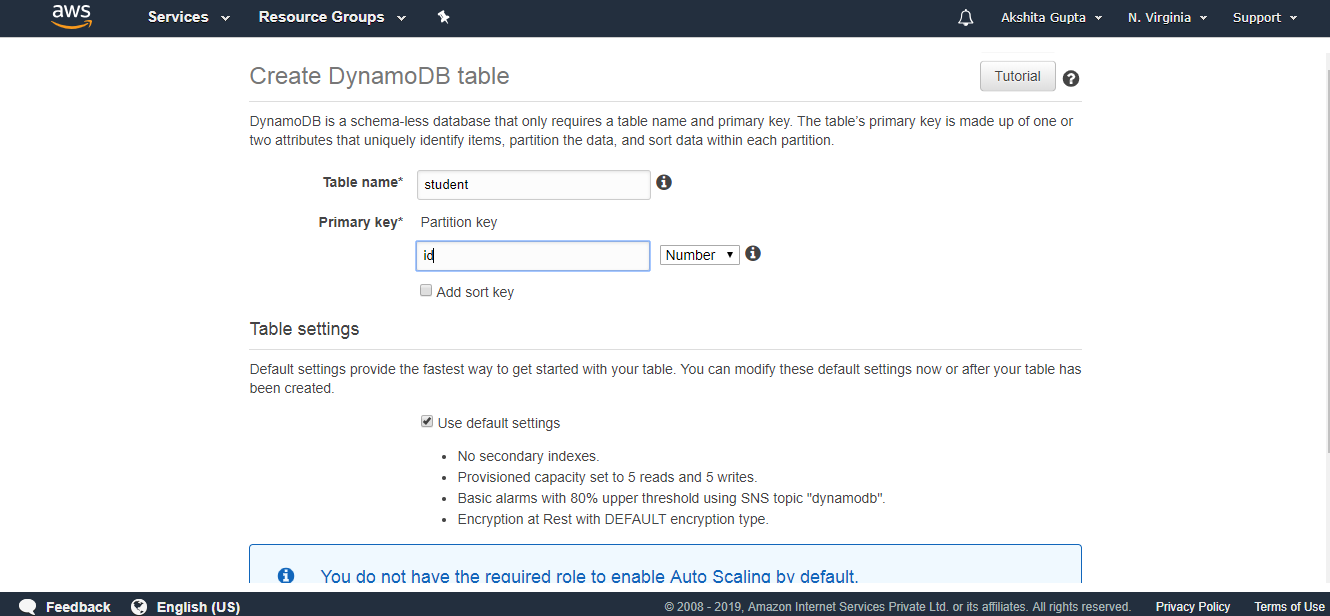 aws Services Resource Groups Akshita Gupta N. Virginia Support
Create DynamoDB table Tutorial ?
DynamoDB is a schema-less database that only requires a table name and primary key. The table's primary key is made up of one or
two attributes that uniquely identify items, partition the data, and sort data within each partition.
Table name* student
Primary key* Partition key
id Number
Add sort key
Table settings
Default settings provide the fastest way to get started with your table. You can modify these default settings now or after your table has
been created.
Use default settings
• No secondary indexes.
• Provisioned capacity set to 5 reads and 5 writes.
• Basic alarms with 80% upper threshold using SNS topic "dynamodb".
• Encryption at Rest with DEFAULT encryption type.
You do not have the required role to enable Auto Scaling by default.
Feedback English (US) © 2008 - 2019, Amazon Internet Services Private Ltd. or its affiliates. All rights reserved. Privacy Policy Terms of Use